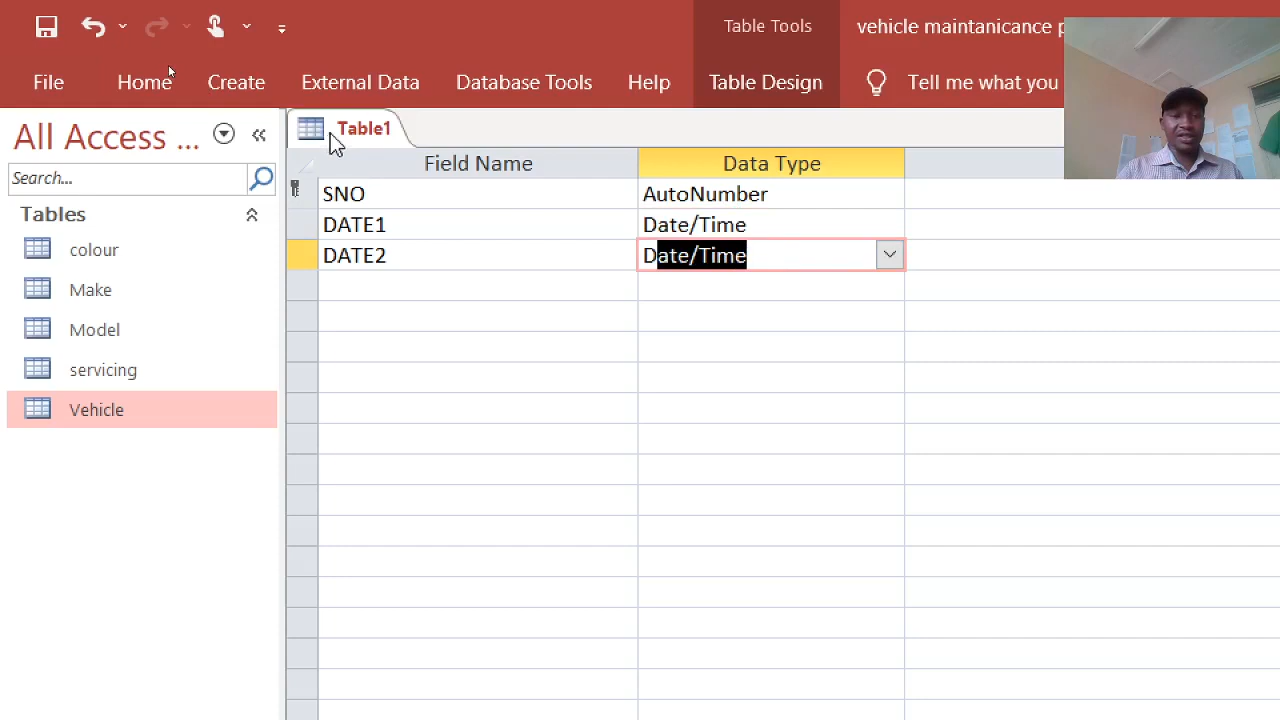 Table Tools
vehicle maintanicance p
File
Home
Create
External Data
Database Tools
Help
Table Design
Tell me what you
All Access ...
Search...
Tables
colour
Make
Model
servicing
Vehicle
Table1
Field Name
Data Type
SNO
AutoNumber
DATE1
Date/Time
DATE2
Date/Time